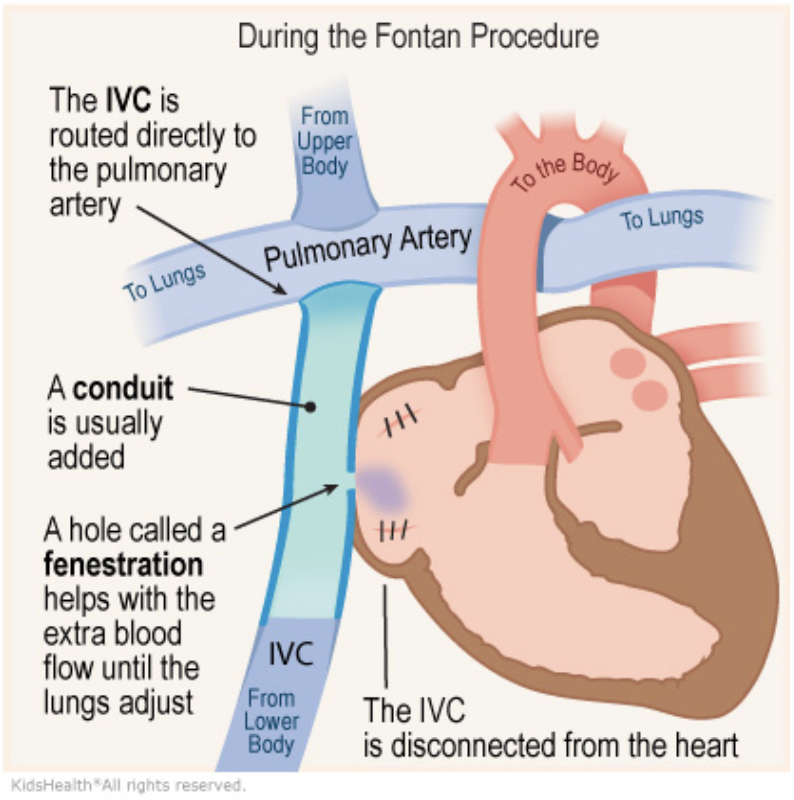 During the Fontan Procedure
The IVC is
routed directly to
the pulmonary
artery
From
Upper
Body
To the Body
To Lungs
Pulmonary Artery
To Lungs
A conduit
is usually
added
A hole called a
fenestration
helps with the
extra blood
flow until the
lungs adjust
IVC
From
Lower
Body
The IVC
is disconnected from the heart
KidsHealth®All rights reserved.